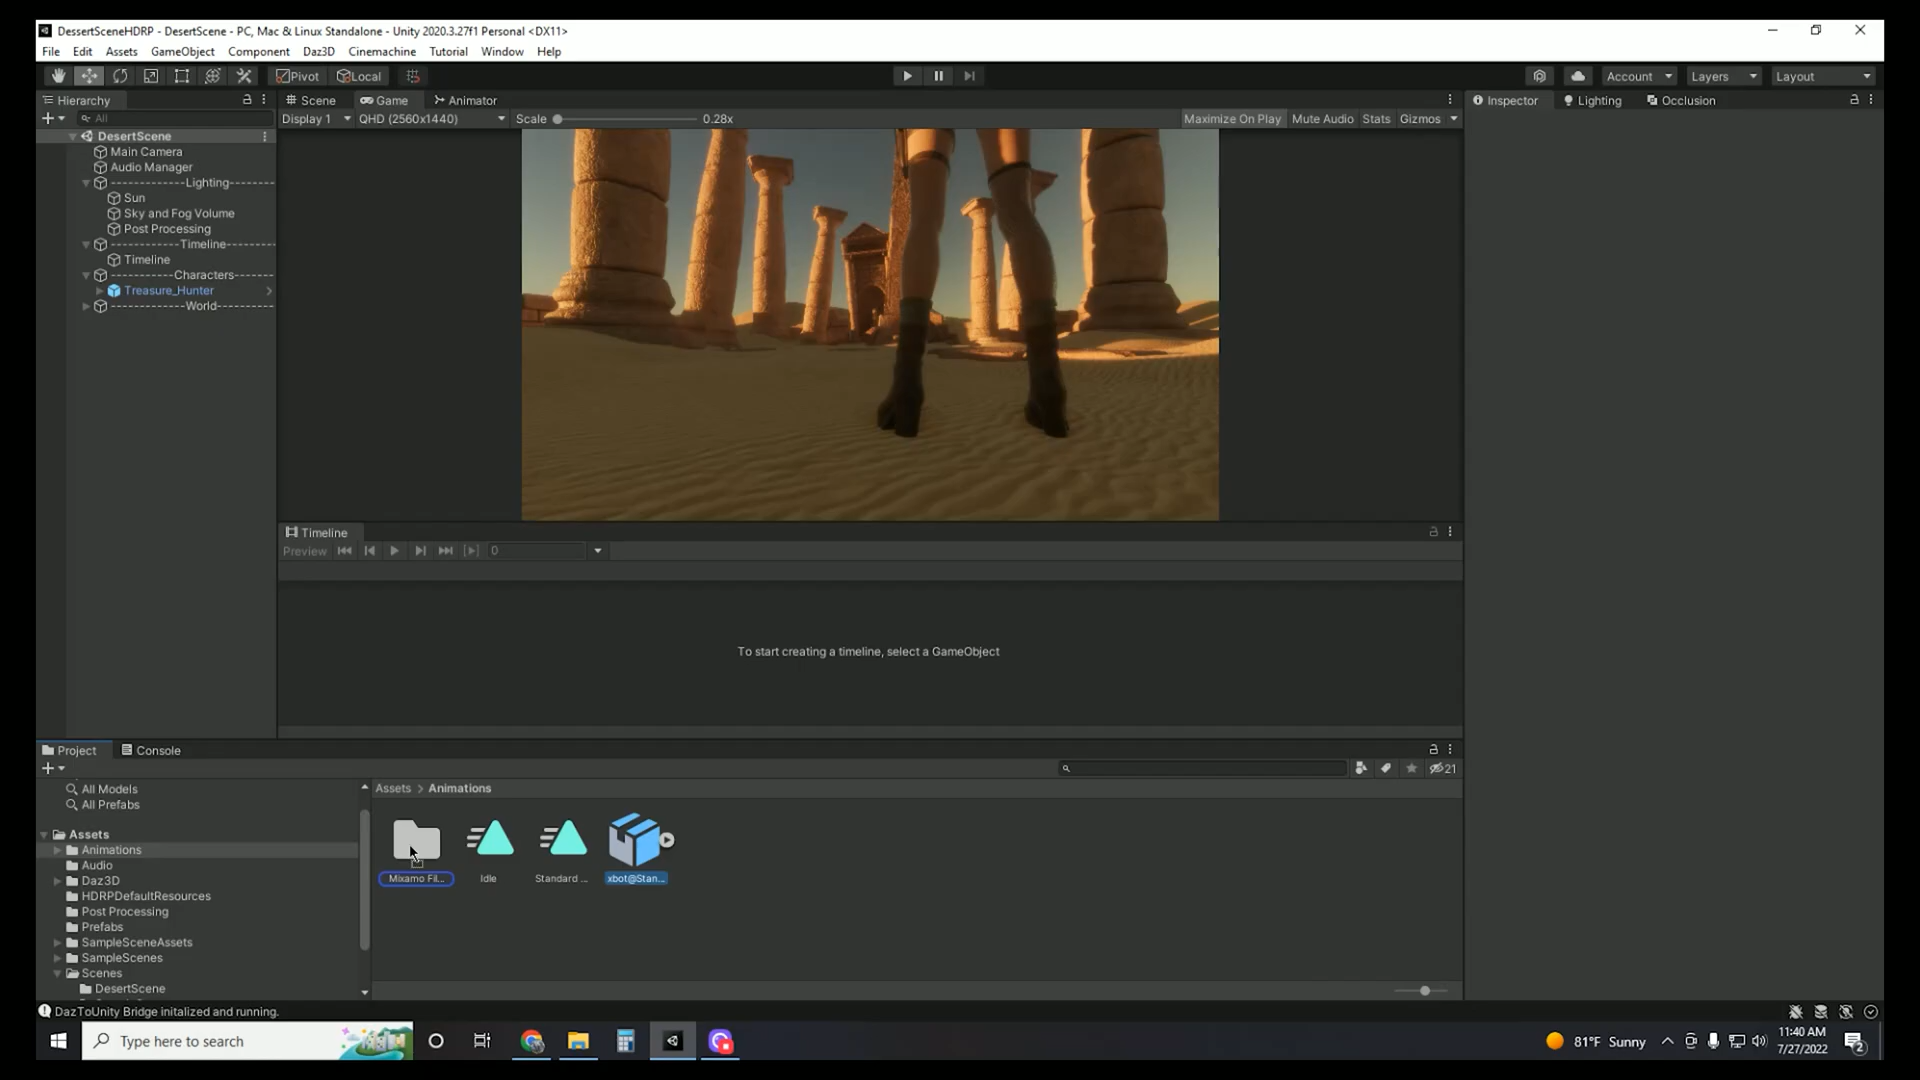 DessertSceneHDRP - DesertScene - PC, Mac & Linux Standalone - Unity 2020.3.27f1 Personal <DX11>
File Edit Assets GameObject Component Daz3D Cinemachine Tutorial Window Help
Pivot Local Account Layers Layout
Hierarchy Scene Game Animator Inspector Lighting Occlusion
All Display 1 QHD (2560x1440) Scale 0.28x Maximize On Play Mute Audio Stats Gizmos
DesertScene
Main Camera
Audio Manager
------------Lighting-------
Sun
Sky and Fog Volume
Post Processing
-----------Timeline-------
Timeline
----------Characters------
Treasure_Hunter
------------World---------
Timeline
Preview 0
To start creating a timeline, select a GameObject
Project Console
21
All Models
All Prefabs
Assets > Animations
Assets
Animations
Audio
Daz3D
HDRPDefaultResources
Post Processing
Prefabs
SampleSceneAssets
SampleScenes
Scenes
DesertScene
Mixamo Fil... Idle Standard ... xbot@Stan...
DazToUnity Bridge initalized and running.
Type here to search
81°F Sunny
11:40 AM
7/27/2022
2